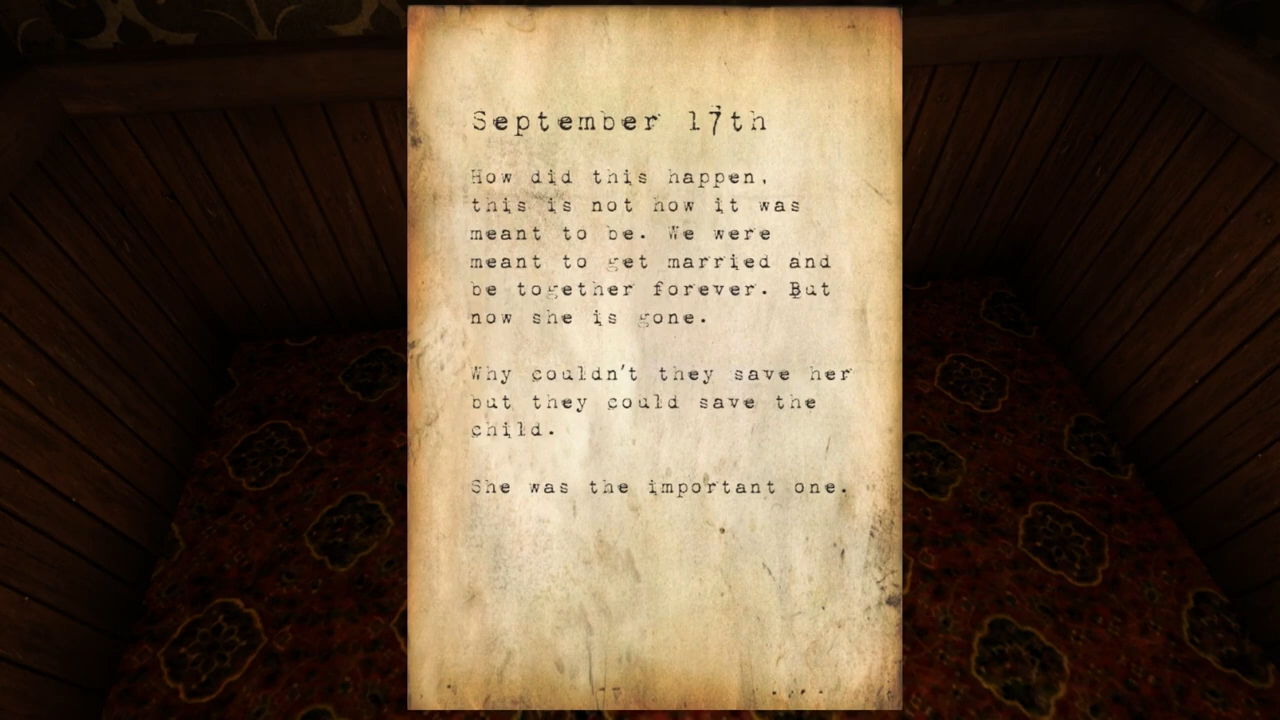 September 17th
How did this happen,
this is not how it was
meant to be. We were
meant to get married and
be together forever. But
now she is gone.
Why couldn't they save her
but they could save the
child.
She was the important one.